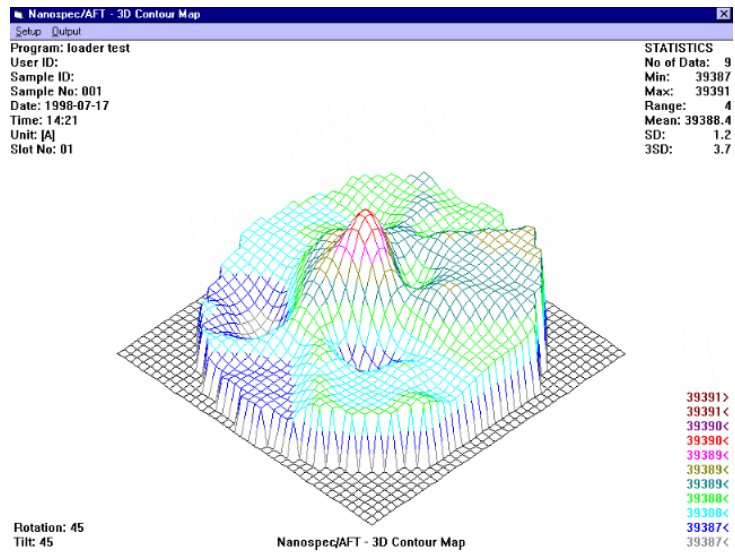 Nanospec/AFT - 3D Contour Map
Setup Output
Program: loader test
User ID:
Sample ID:
Sample No: 001
Date: 1998-07-17
Time: 14:21
Unit: [A]
Slot No: 01
STATISTICS
No of Data: 9
Min: 39387
Max: 39391
Range: 4
Mean: 39388.4
SD: 1.2
3SD: 3.7
39391>
39391<
39390<
39390<
39389<
39389<
39389<
39388<
39388<
39387<
39387<
Rotation: 45
Tilt: 45
Nanospec/AFT - 3D Contour Map